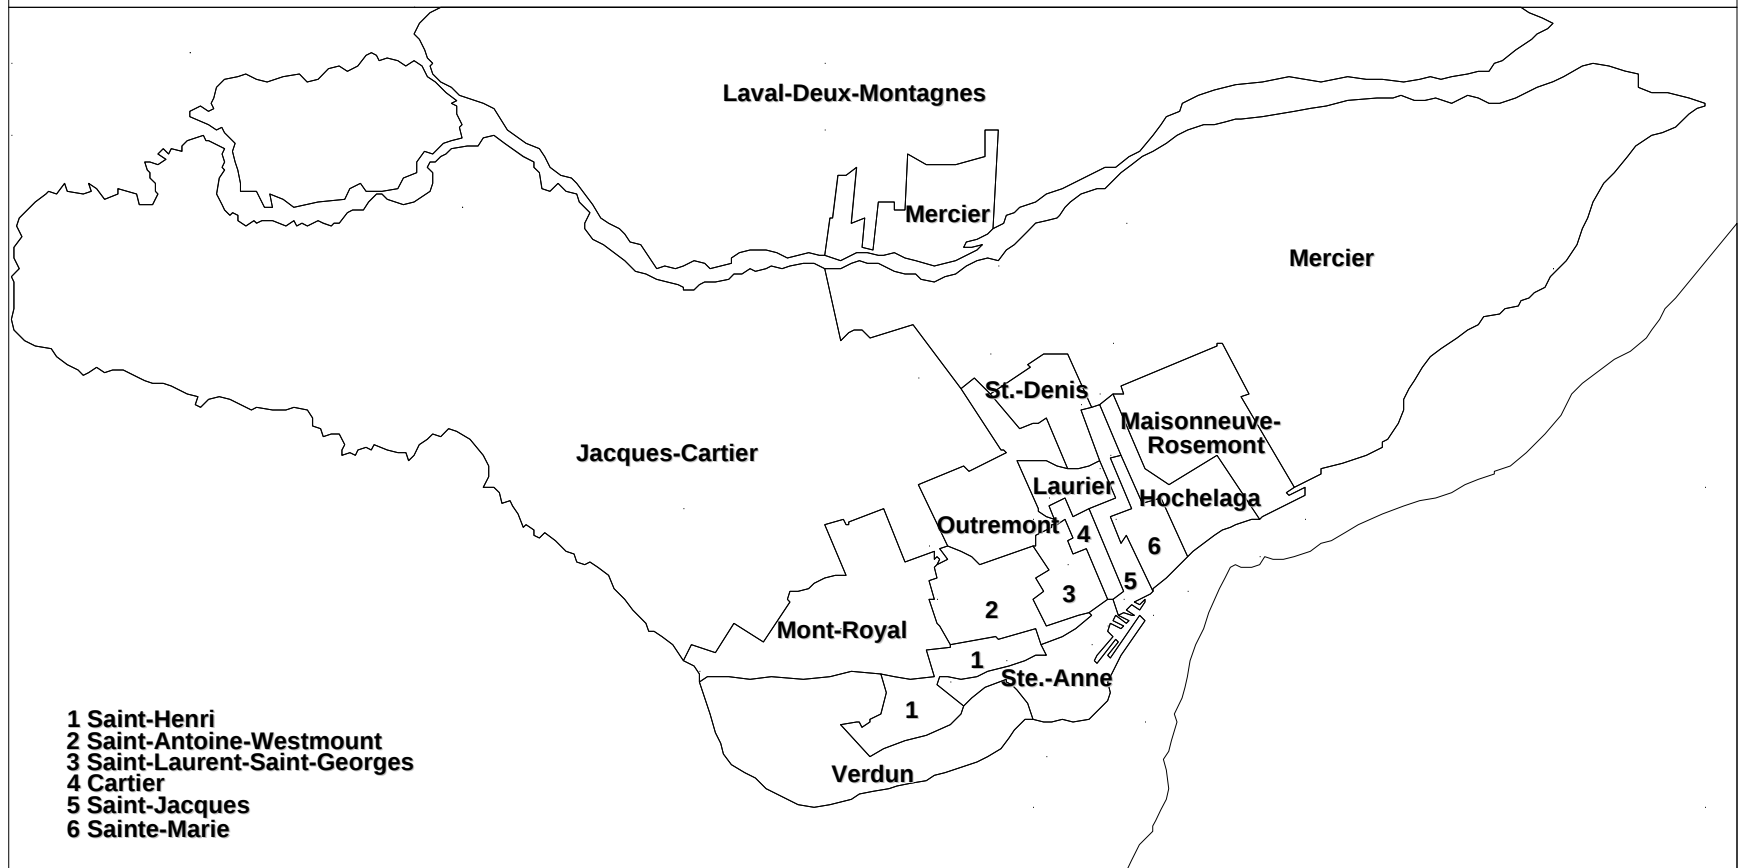 Laval-Deux-Montagnes
Mercier
Mercier
St.-Denis
Maisonneuve-
Rosemont
Jacques-Cartier
Laurier
Hochelaga
Outremont
4
6
5
3
2
Mont-Royal
1
Ste.-Anne
1
Verdun
1 Saint-Henri
2 Saint-Antoine-Westmount
3 Saint-Laurent-Saint-Georges
4 Cartier
5 Saint-Jacques
6 Sainte-Marie